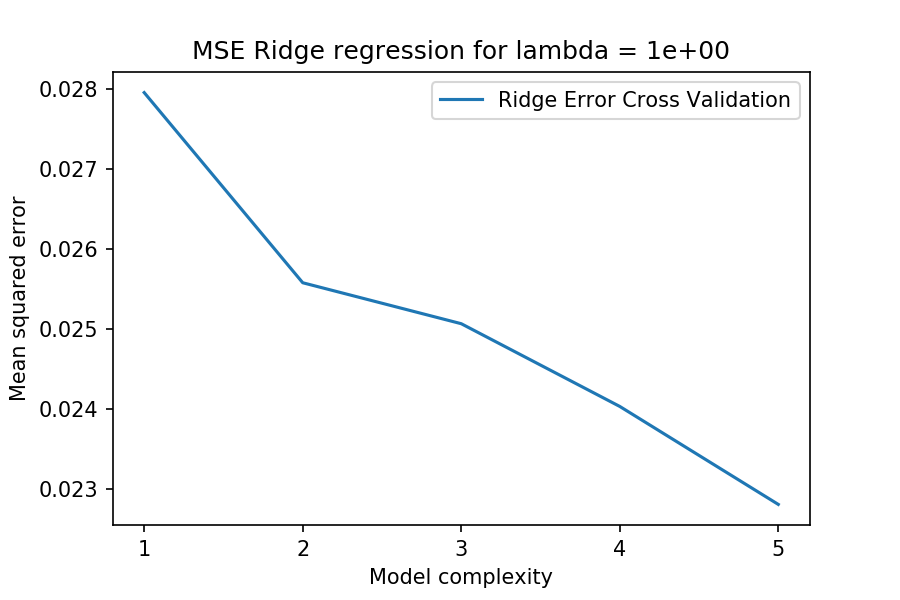 MSE Ridge regression for lambda = 1e+00
Ridge Error Cross Validation
Mean squared error
0.028
0.027
0.026
0.025
0.024
0.023
1 2 3 4 5
Model complexity